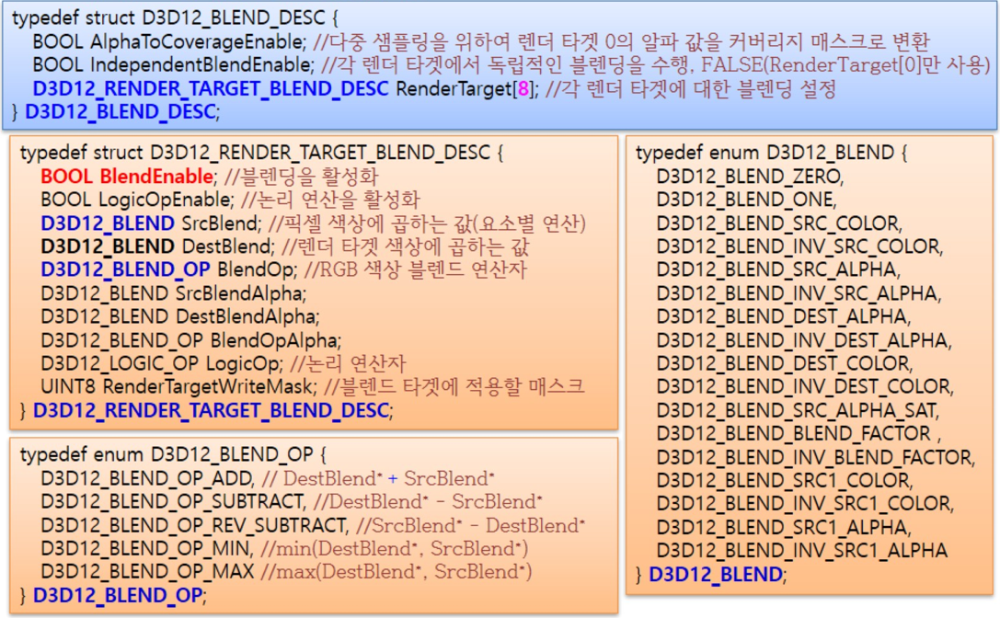 typedef struct D3D12_BLEND_DESC {
BOOL AlphaToCoverageEnable; //다중 샘플링을 위하여 렌더 타겟 0의 알파 값을 커버리지 매스크로 변환
BOOL IndependentBlendEnable; //각 렌더 타겟에서 독립적인 블렌딩을 수행, FALSE(RenderTarget[0]만 사용)
D3D12_RENDER_TARGET_BLEND_DESC RenderTarget[8]; //각 렌더 타겟에 대한 블렌딩 설정
} D3D12_BLEND_DESC;
typedef struct D3D12_RENDER_TARGET_BLEND_DESC {
BOOL BlendEnable; //블렌딩을 활성화
BOOL LogicOpEnable; //논리 연산을 활성화
D3D12_BLEND SrcBlend; //픽셀 색상에 곱하는 값(요소별 연산)
D3D12_BLEND DestBlend; //렌더 타겟 색상에 곱하는 값
D3D12_BLEND_OP BlendOp; //RGB 색상 블렌드 연산자
D3D12_BLEND SrcBlendAlpha;
D3D12_BLEND DestBlendAlpha;
D3D12_BLEND_OP BlendOpAlpha;
D3D12_LOGIC_OP LogicOp; //논리 연산자
UINT8 RenderTargetWriteMask; //블렌드 타겟에 적용할 매스크
} D3D12_RENDER_TARGET_BLEND_DESC;
typedef enum D3D12_BLEND_OP {
D3D12_BLEND_OP_ADD, // DestBlend* + SrcBlend*
D3D12_BLEND_OP_SUBTRACT, //DestBlend* - SrcBlend*
D3D12_BLEND_OP_REV_SUBTRACT, //SrcBlend* - DestBlend*
D3D12_BLEND_OP_MIN, //min(DestBlend*, SrcBlend*)
D3D12_BLEND_OP_MAX //max(DestBlend*, SrcBlend*)
} D3D12_BLEND_OP;
typedef enum D3D12_BLEND {
D3D12_BLEND_ZERO,
D3D12_BLEND_ONE,
D3D12_BLEND_SRC_COLOR,
D3D12_BLEND_INV_SRC_COLOR,
D3D12_BLEND_SRC_ALPHA,
D3D12_BLEND_INV_SRC_ALPHA,
D3D12_BLEND_DEST_ALPHA,
D3D12_BLEND_INV_DEST_ALPHA,
D3D12_BLEND_DEST_COLOR,
D3D12_BLEND_INV_DEST_COLOR,
D3D12_BLEND_SRC_ALPHA_SAT,
D3D12_BLEND_BLEND_FACTOR ,
D3D12_BLEND_INV_BLEND_FACTOR,
D3D12_BLEND_SRC1_COLOR,
D3D12_BLEND_INV_SRC1_COLOR,
D3D12_BLEND_SRC1_ALPHA,
D3D12_BLEND_INV_SRC1_ALPHA
} D3D12_BLEND;